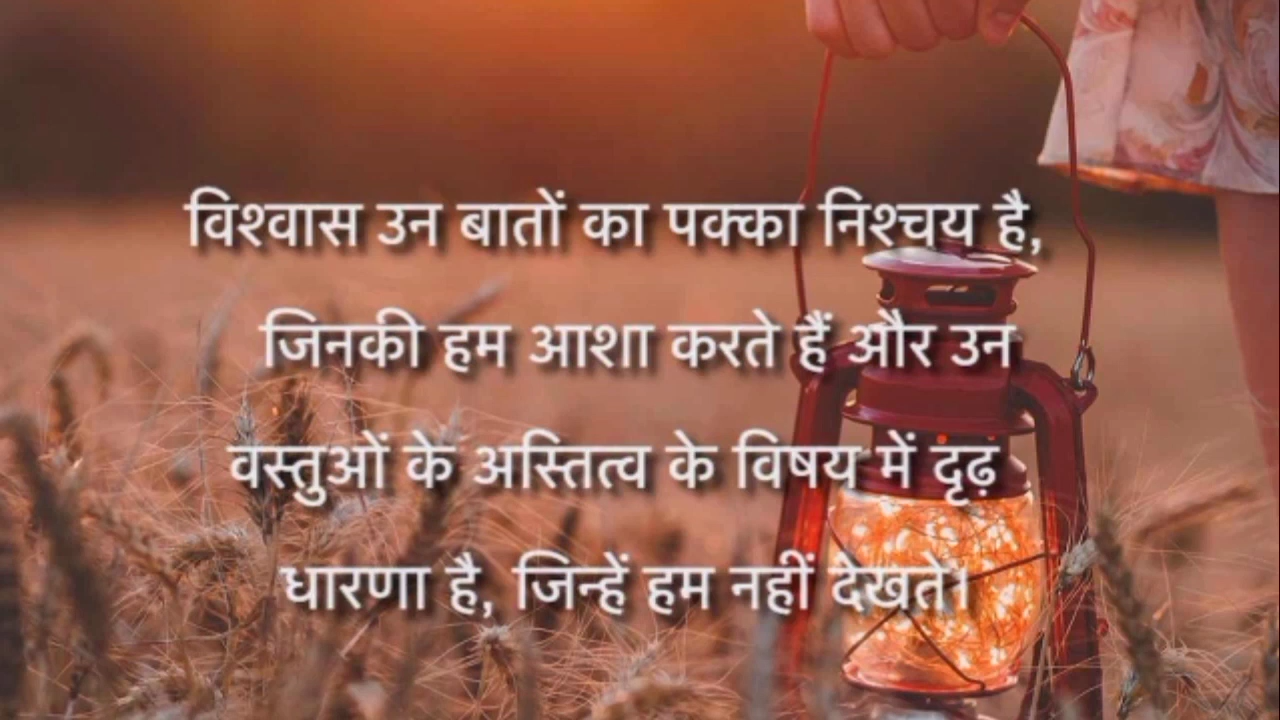 विश्वास उन बातों का पक्का निश्चय है,
जिनकी हम आशा करते हैं और उन
वस्तुओं के अस्तित्व के विषय में दृढ़
धारणा है, जिन्हें हम नहीं देखते।